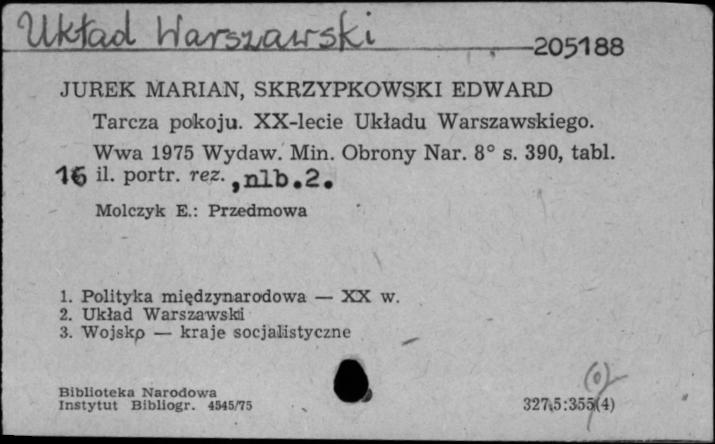 Układ Warszawski
205188
JUREK MARIAN, SKRZYPKOWSKI EDWARD
Tarcza pokoju. XX-lecie Układu Warszawskiego.
Wwa 1975 Wydaw. Min. Obrony Nar. 8° s. 390, tabl.
16 il. portr. rez. , nlb. 2.
Molczyk E.: Przedmowa
1. Polityka międzynarodowa — XX w.
2. Układ Warszawski
3. Wojsko — kraje socjalistyczne
(0)
Biblioteka Narodowa
Instytut Bibliogr. 4545/75
327.5:355(4)